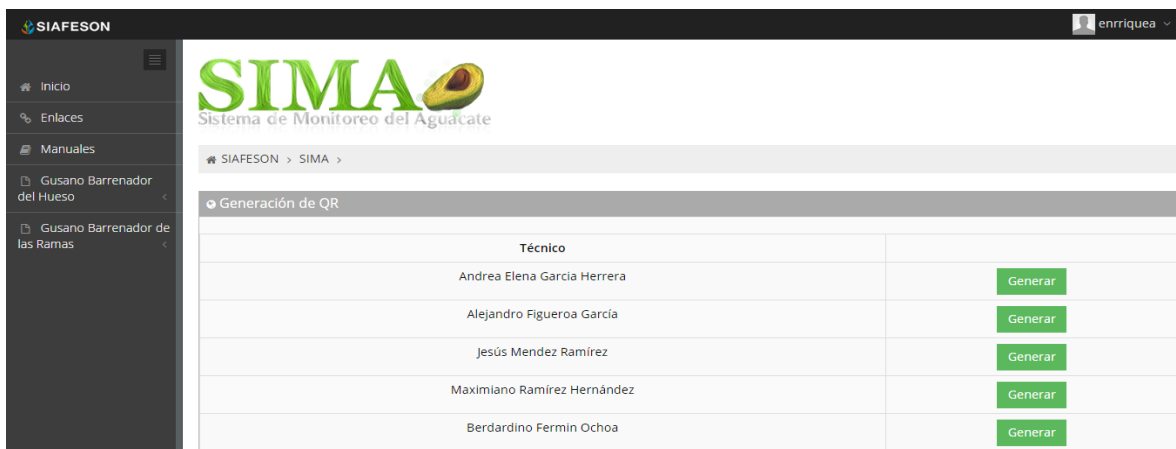 SIAFESON
enrriquea
Inicio
Enlaces
Manuales
Gusano Barrenador
del Hueso
Gusano Barrenador de
las Ramas
SIMA
Sistema de Monitoreo del Aguacate
SIAFESON > SIMA >
Generación de QR
Técnico
Andrea Elena Garcia Herrera Generar
Alejandro Figueroa García Generar
Jesús Mendez Ramírez Generar
Maximiano Ramírez Hernández Generar
Berdardino Fermin Ochoa Generar